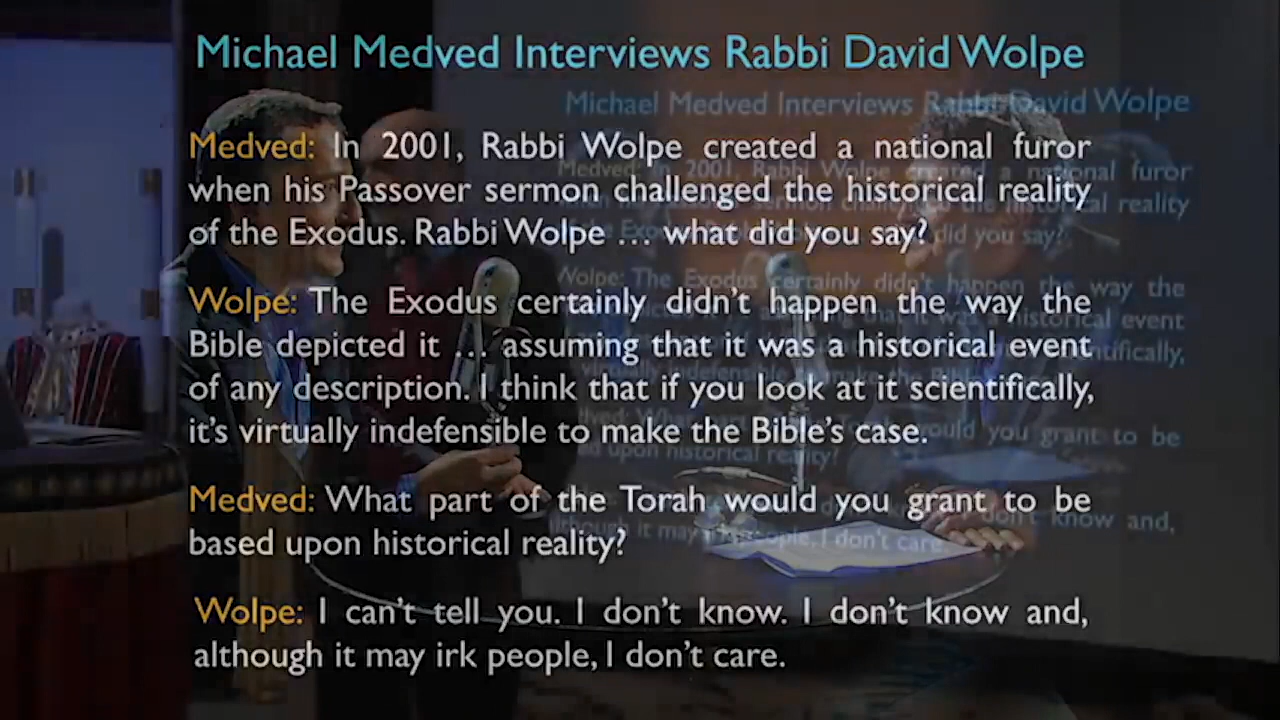 Michael Medved Interviews Rabbi David Wolpe
Medved: In 2001, Rabbi Wolpe created a national furor
when his Passover sermon challenged the historical reality
of the Exodus. Rabbi Wolpe ... what did you say?
Wolpe: The Exodus certainly didn't happen the way the
Bible depicted it ... assuming that it was a historical event
of any description. I think that if you look at it scientifically,
it's virtually indefensible to make the Bible's case.
Medved: What part of the Torah would you grant to be
based upon historical reality?
Wolpe: I can't tell you. I don't know. I don't know and,
although it may irk people, I don't care.